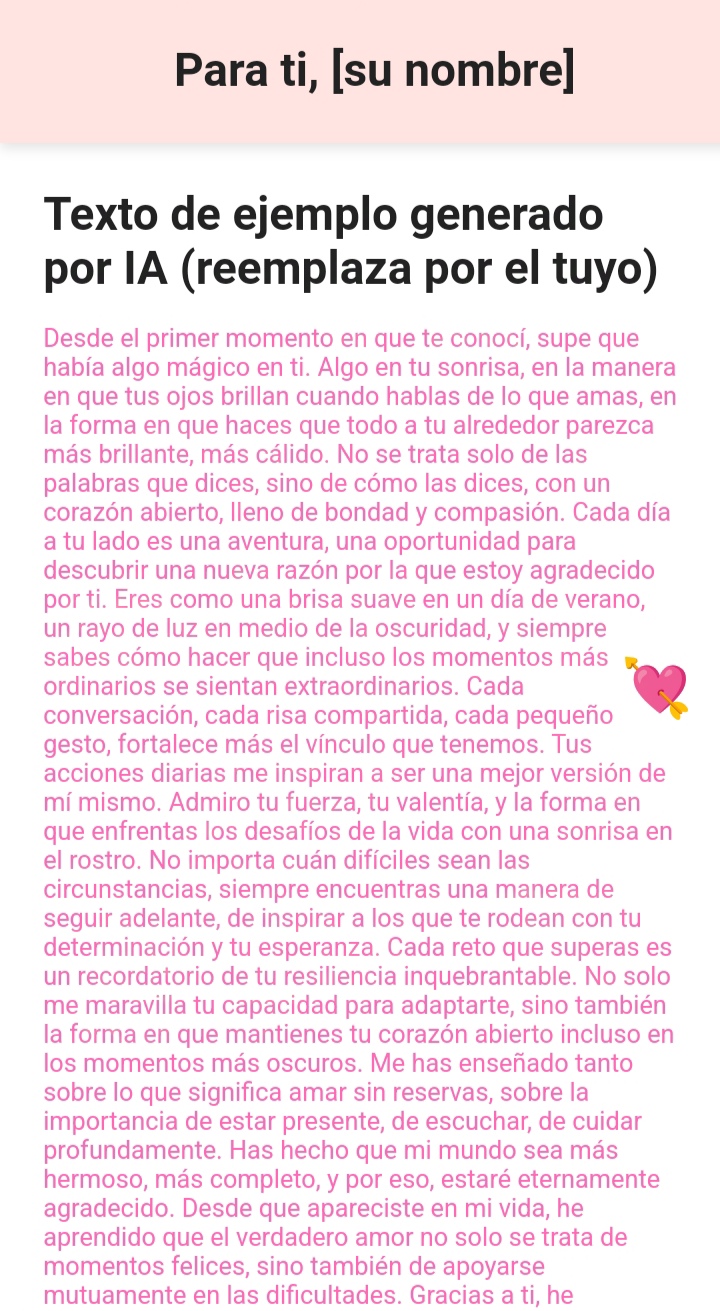 Para ti, [su nombre]
Texto de ejemplo generado
por IA (reemplaza por el tuyo)
Desde el primer momento en que te conocí, supe que
había algo mágico en ti. Algo en tu sonrisa, en la manera
en que tus ojos brillan cuando hablas de lo que amas, en
la forma en que haces que todo a tu alrededor parezca
más brillante, más cálido. No se trata solo de las
palabras que dices, sino de cómo las dices, con un
corazón abierto, lleno de bondad y compasión. Cada día
a tu lado es una aventura, una oportunidad para
descubrir una nueva razón por la que estoy agradecido
por ti. Eres como una brisa suave en un día de verano,
un rayo de luz en medio de la oscuridad, y siempre
sabes cómo hacer que incluso los momentos más
ordinarios se sientan extraordinarios. Cada
conversación, cada risa compartida, cada pequeño
gesto, fortalece más el vínculo que tenemos. Tus
acciones diarias me inspiran a ser una mejor versión de
mí mismo. Admiro tu fuerza, tu valentía, y la forma en
que enfrentas los desafíos de la vida con una sonrisa en
el rostro. No importa cuán difíciles sean las
circunstancias, siempre encuentras una manera de
seguir adelante, de inspirar a los que te rodean con tu
determinación y tu esperanza. Cada reto que superas es
un recordatorio de tu resiliencia inquebrantable. No solo
me maravilla tu capacidad para adaptarte, sino también
la forma en que mantienes tu corazón abierto incluso en
los momentos más oscuros. Me has enseñado tanto
sobre lo que significa amar sin reservas, sobre la
importancia de estar presente, de escuchar, de cuidar
profundamente. Has hecho que mi mundo sea más
hermoso, más completo, y por eso, estaré eternamente
agradecido. Desde que apareciste en mi vida, he
aprendido que el verdadero amor no solo se trata de
momentos felices, sino también de apoyarse
mutuamente en las dificultades. Gracias a ti, he